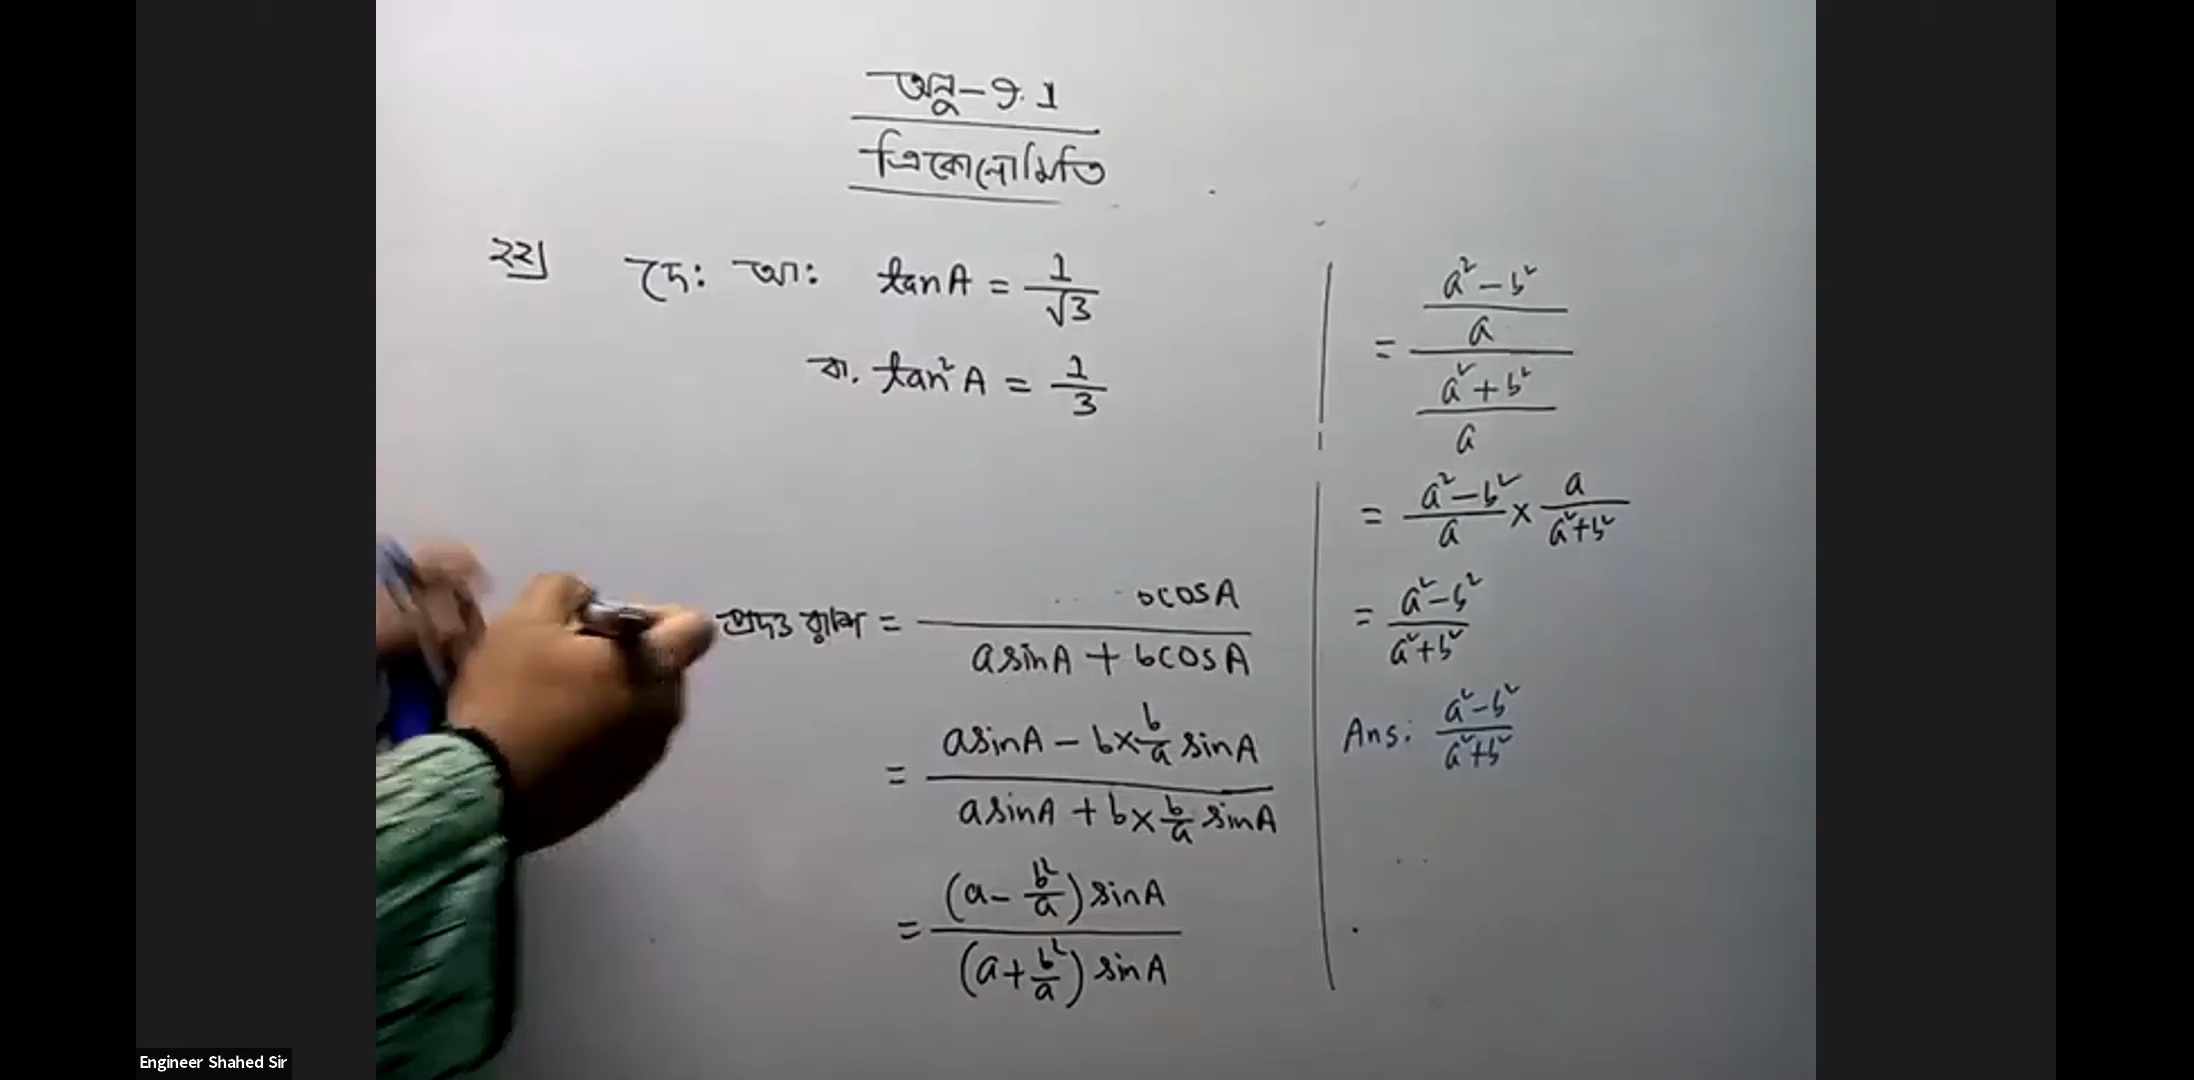 অনু-৭.1
ত্রিকোনোমিতি
২২| দে: আ: tanA = 1/√3
বা. tan²A = 1/3
প্রদত্ত রাশি = bcosA / (asinA + bcosA)
= (asinA - b×b/a sinA) / (asinA + b×b/a sinA)
= ((a - b²/a) sinA) / ((a + b²/a) sinA)
= ((a² - b²)/a) / ((a² + b²)/a)
= (a² - b²)/a × a/(a² + b²)
= (a² - b²)/(a² + b²)
Ans: (a² - b²)/(a² + b²)
Engineer Shahed Sir